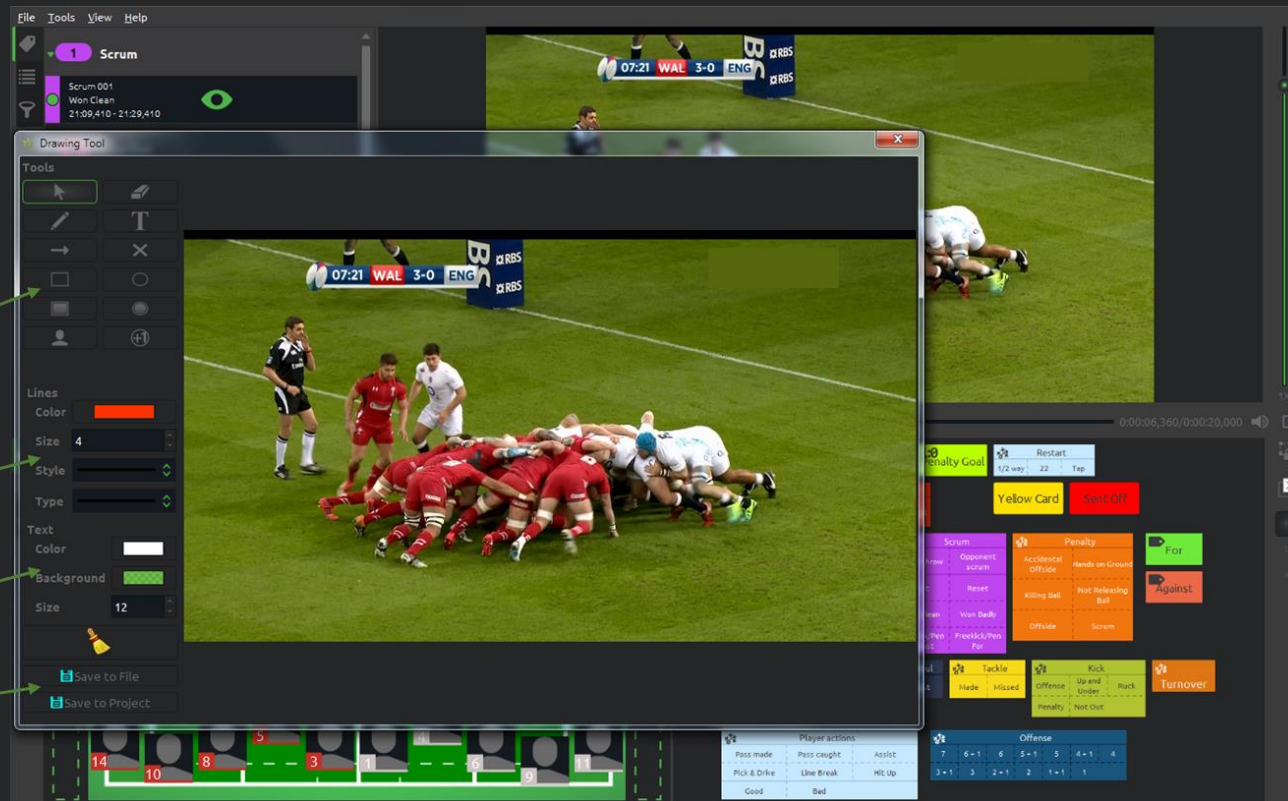 File Tools View Help
1 Scrum
Scrum 001
Won Clean
21:09,410 - 21:29,410
07:21 WAL 3-0 ENG
BC
RBS
RBS
Drawing Tool
Tools
T
+1
07:21 WAL 3-0 ENG
BC
RBS
RBS
Lines
Color
Size 4
Style
Type
Text
Color
Background
Size 12
Save to File
Save to Project
0:00:06,360/0:00:20,000
Penalty Goal
Restart
1/2 way 22 Tap
Yellow Card
Sent Off
Scrum
Opponent scrum
Reset
Won Badly
Freekick/Pen For
Penalty
Accidental Offside
Hands on Ground
Killing Ball
Not Releasing Ball
Offside
Scrum
For
Against
Tackle
Made Missed
Kick
Offense
Up and Under
Ruck
Penalty
Not Out
Turnover
14
10
8
5
3
1
4
6
9
11
Player actions
Pass made Pass caught Assist
Pick & Drive Line Break Hit Up
Good Bad
Offense
7 6+1 6 5+1 5 4+1 4
3+1 3 2+1 2 1+1 1